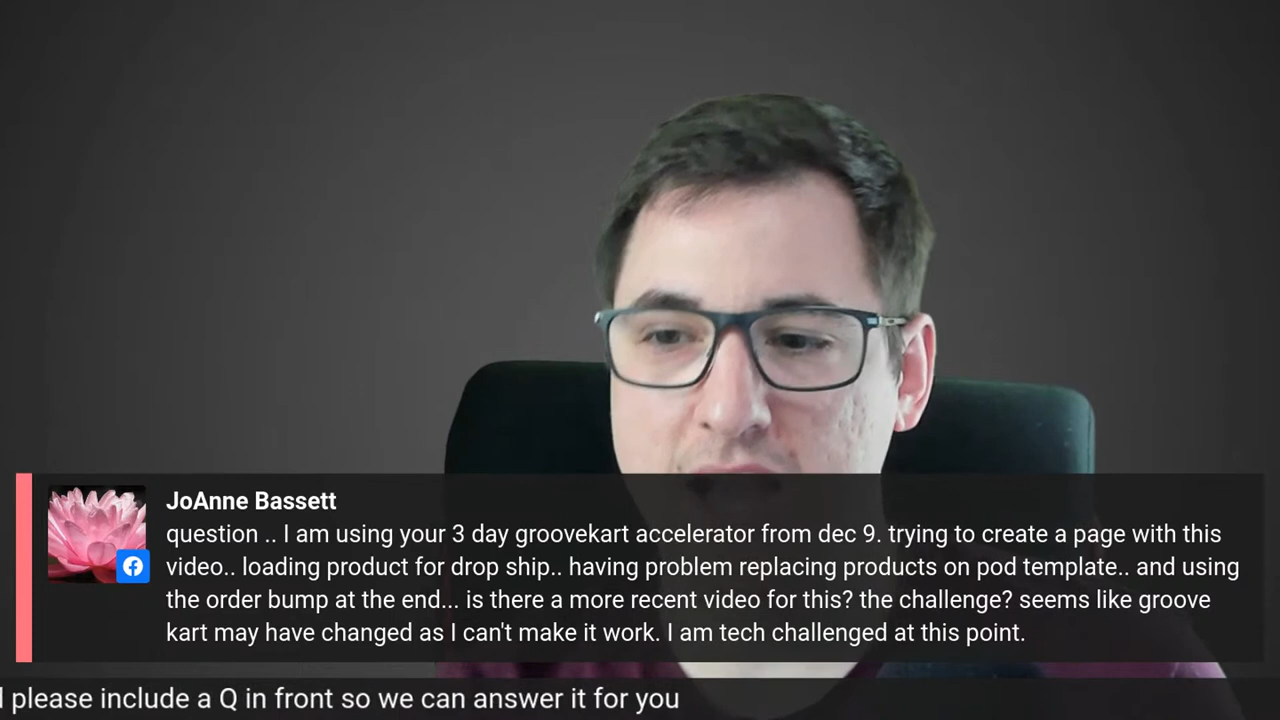 JoAnne Bassett
question .. I am using your 3 day groovekart accelerator from dec 9. trying to create a page with this
video.. loading product for drop ship.. having problem replacing products on pod template.. and using
the order bump at the end... is there a more recent video for this? the challenge? seems like groove
kart may have changed as I can't make it work. I am tech challenged at this point.
please include a Q in front so we can answer it for you